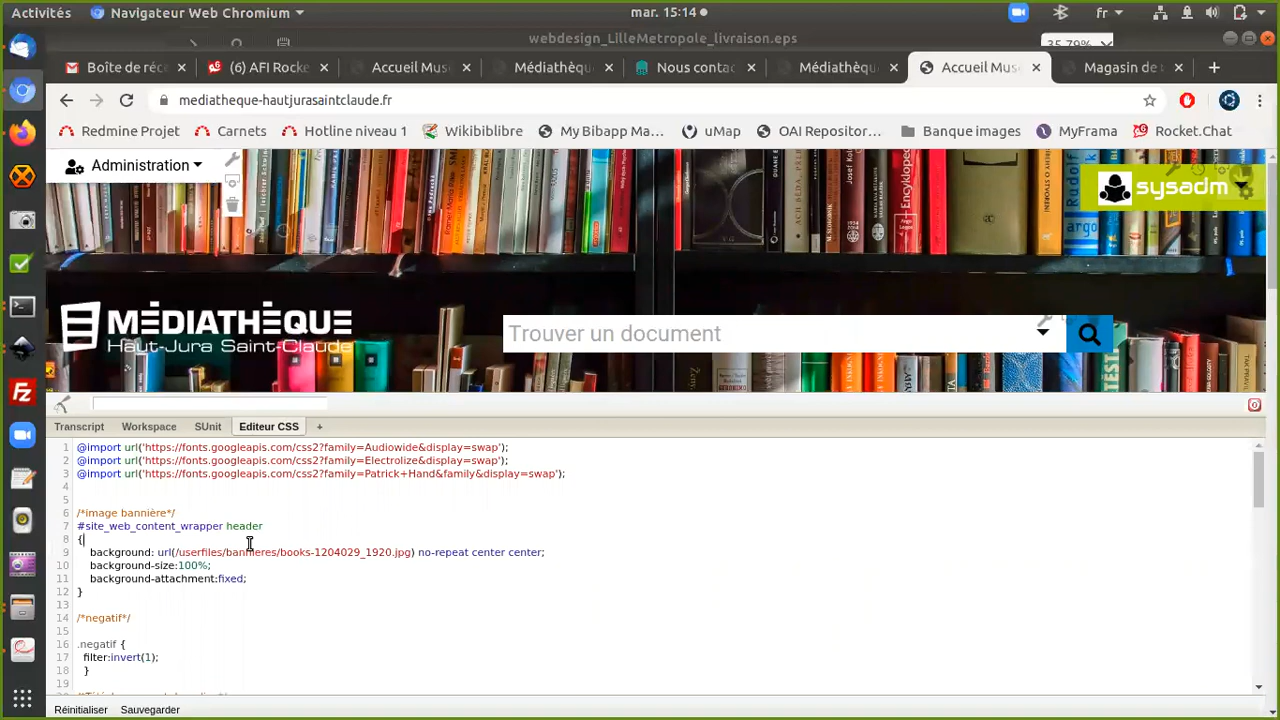 Activités
Navigateur Web Chromium
mar. 15:14
fr
webdesign_LilleMetropole_livraison.eps
35,79%
Boîte de réce
(6) AFI Rocke
Accueil Musé
Médiathèqu
Nous contac
Médiathèqu
Accueil Musé
Magasin de t
mediatheque-hautjurasaintclaude.fr
Redmine Projet
Carnets
Hotline niveau 1
Wikibiblibre
My Bibapp Ma...
uMap
OAI Repositor...
Banque images
MyFrama
Rocket.Chat
Administration
sysadm
MÉDIATHÈQUE
Haut-Jura Saint-Claude
Trouver un document
Transcript
Workspace
SUnit
Editeur CSS
+
1 @import url('https://fonts.googleapis.com/css2?family=Audiowide&display=swap');
2 @import url('https://fonts.googleapis.com/css2?family=Electrolize&display=swap');
3 @import url('https://fonts.googleapis.com/css2?family=Patrick+Hand&family&display=swap');
4
5
6 /*image bannière*/
7 #site_web_content_wrapper header
8 {
9 background: url(/userfiles/bannieres/books-1204029_1920.jpg) no-repeat center center;
10 background-size:100%;
11 background-attachment:fixed;
12 }
13
14 /*negatif*/
15
16 .negatif {
17 filter:invert(1);
18 }
19
Réinitialiser
Sauvegarder